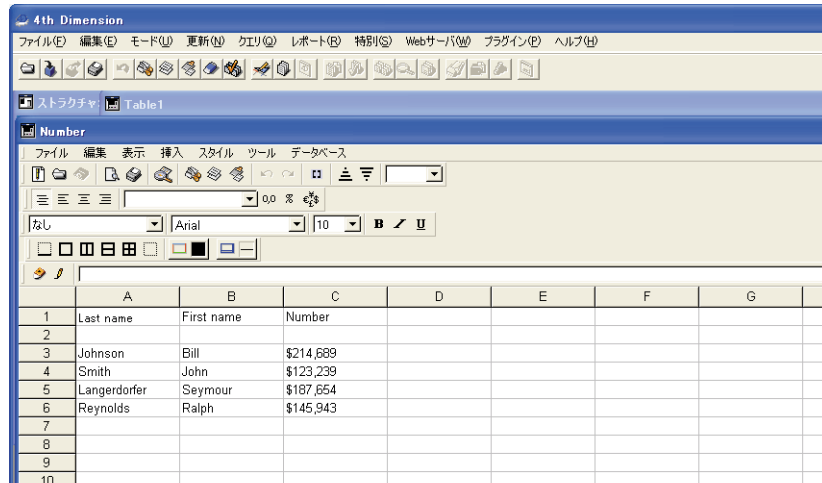 4th Dimension
ファイル(F) 編集(E) モード(U) 更新(N) クエリ(Q) レポート(R) 特別(S) Webサーバ(W) プラグイン(P) ヘルプ(H)
ストラクチャ Table1
Number
ファイル 編集 表示 挿入 スタイル ツール データベース
0,0 %
なし Arial 10 B I U
A B C D E F G
1 Last name First name Number
2
3 Johnson Bill $214,689
4 Smith John $123,239
5 Langerdorfer Seymour $187,654
6 Reynolds Ralph $145,943
7
8
9
10